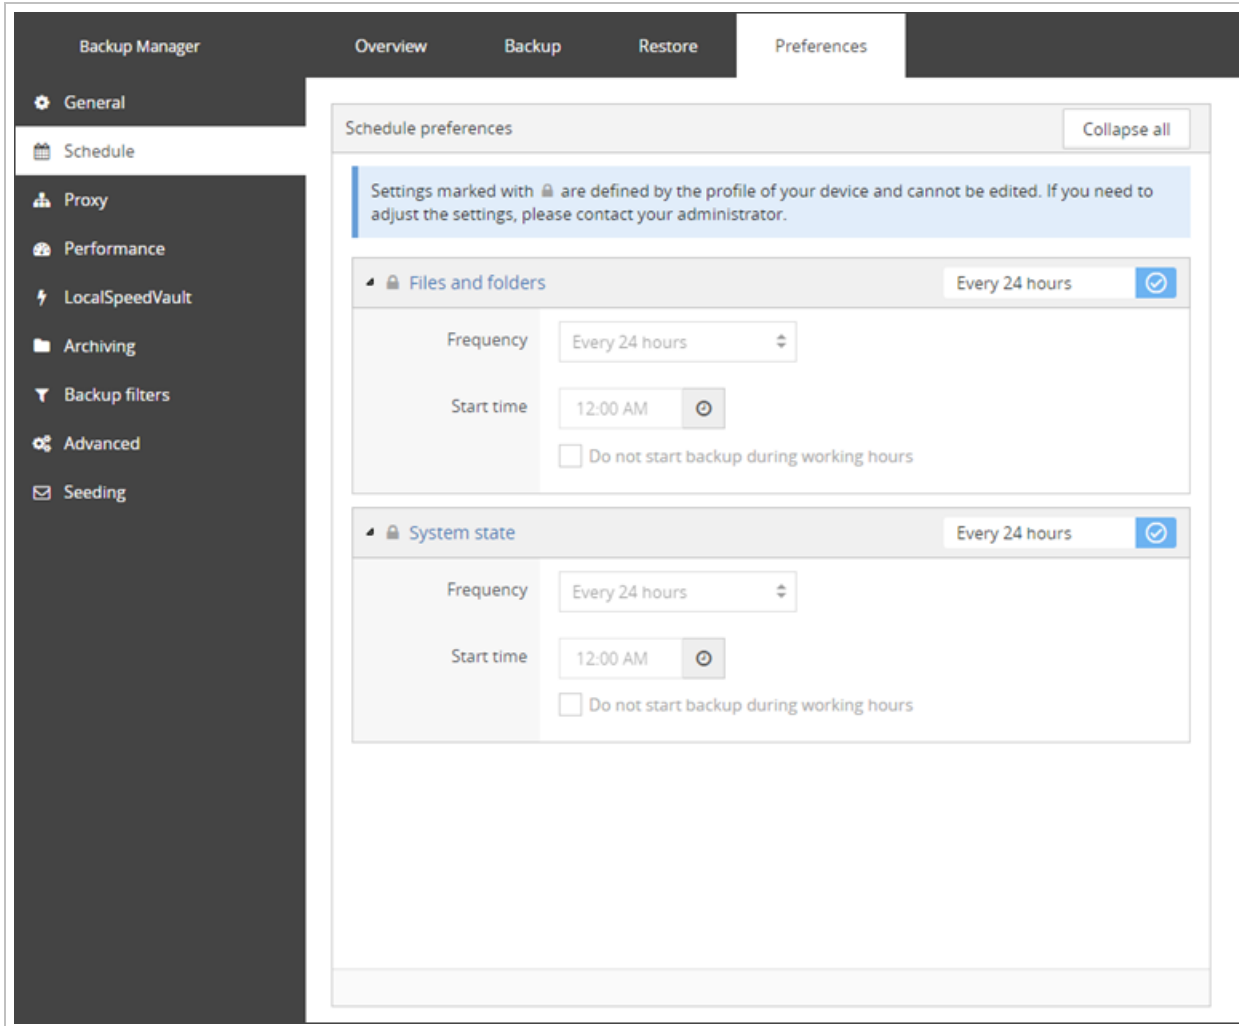 Backup Manager
Overview
Backup
Restore
Preferences
General
Schedule
Proxy
Performance
LocalSpeedVault
Archiving
Backup filters
Advanced
Seeding
Schedule preferences
Collapse all
Settings marked with are defined by the profile of your device and cannot be edited. If you need to
adjust the settings, please contact your administrator.
Files and folders
Every 24 hours
Frequency
Every 24 hours
Start time
12:00 AM
Do not start backup during working hours
System state
Every 24 hours
Frequency
Every 24 hours
Start time
12:00 AM
Do not start backup during working hours